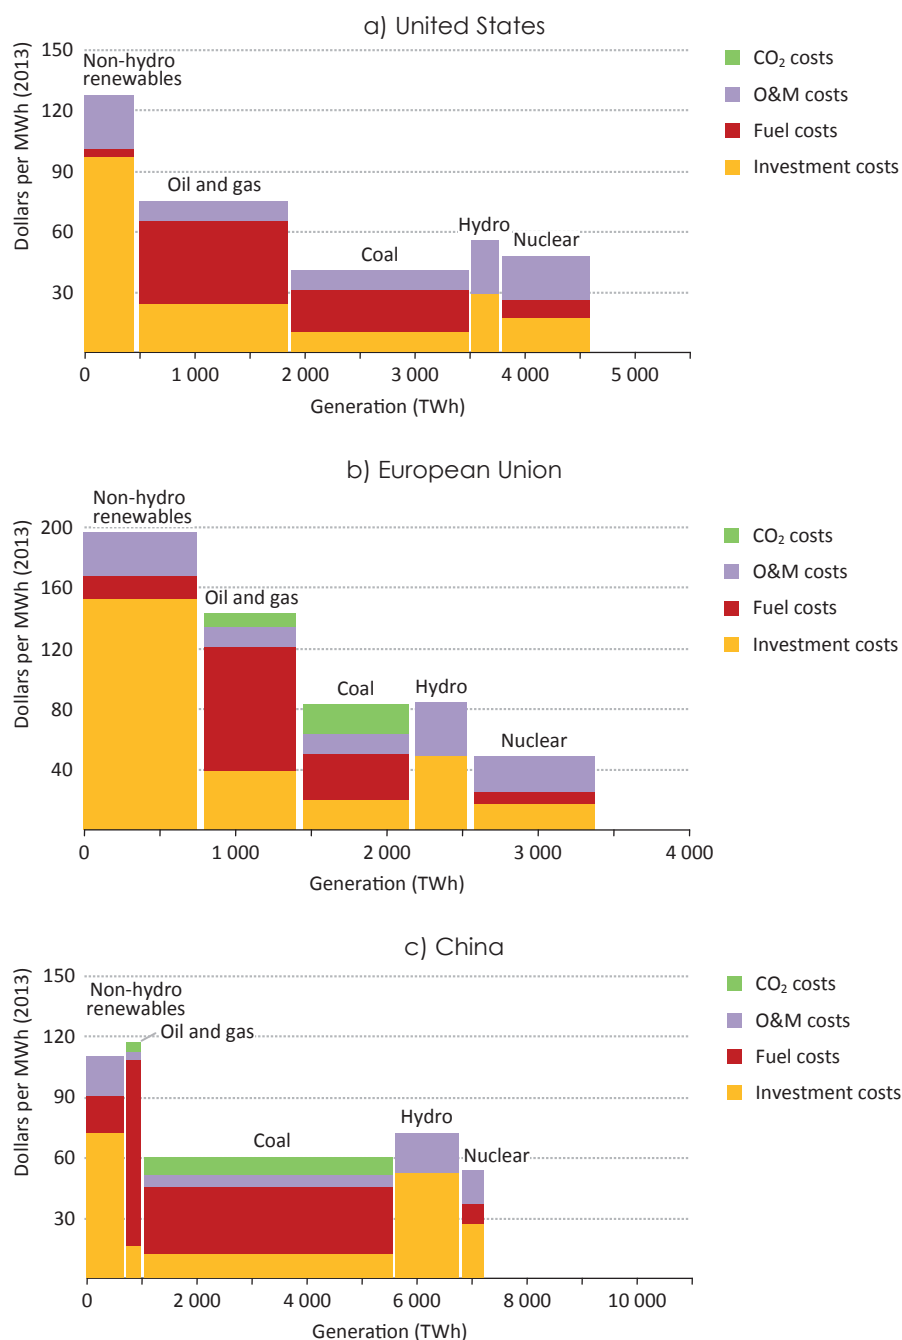 a) United States
Dollars per MWh (2013)
150
120
90
60
30
Non-hydro
renewables
Oil and gas
Coal
Hydro
Nuclear
0
1 000
2 000
3 000
4 000
5 000
Generation (TWh)
CO₂ costs
O&M costs
Fuel costs
Investment costs
b) European Union
Dollars per MWh (2013)
200
160
120
80
40
Non-hydro
renewables
Oil and gas
Coal
Hydro
Nuclear
0
1 000
2 000
3 000
4 000
Generation (TWh)
CO₂ costs
O&M costs
Fuel costs
Investment costs
c) China
Dollars per MWh (2013)
150
120
90
60
30
Non-hydro
renewables
Oil and gas
Coal
Hydro
Nuclear
0
2 000
4 000
6 000
8 000
10 000
Generation (TWh)
CO₂ costs
O&M costs
Fuel costs
Investment costs